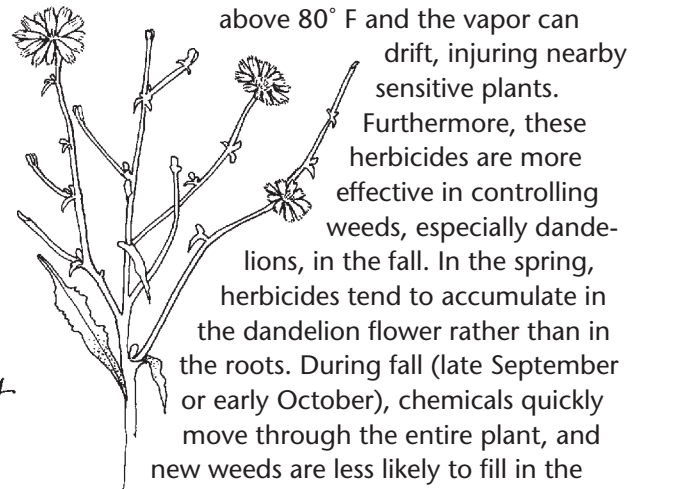 above 80˚ F and the vapor can
drift, injuring nearby
sensitive plants.
Furthermore, these
herbicides are more
effective in controlling
weeds, especially dande-
lions, in the fall. In the spring,
herbicides tend to accumulate in
the dandelion flower rather than in
the roots. During fall (late September
or early October), chemicals quickly
move through the entire plant, and
new weeds are less likely to fill in the